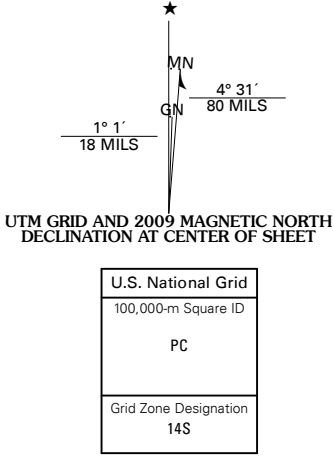 MN
4° 31´
80 MILS
GN
1° 1´
18 MILS
UTM GRID AND 2009 MAGNETIC NORTH
DECLINATION AT CENTER OF SHEET
U.S. National Grid
100,000-m Square ID
PC
Grid Zone Designation
14S